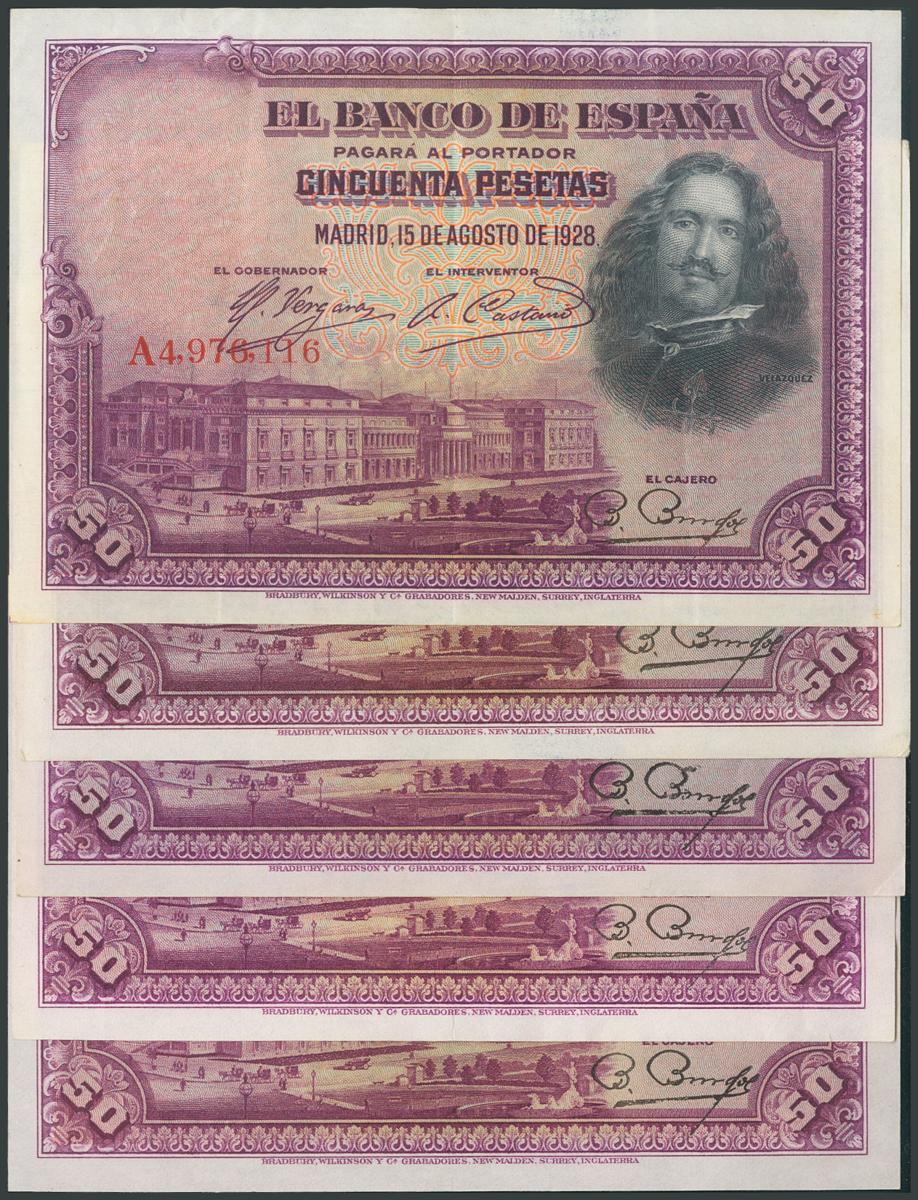 50
EL BANCO DE ESPAÑA
PAGARÁ AL PORTADOR
CINCUENTA PESETAS
MADRID, 15 DE AGOSTO DE 1928.
EL GOBERNADOR EL INTERVENTOR
A. Castaño
A4,976,116
VELAZQUEZ
EL CAJERO
50 50
BRADBURY, WILKINSON Y Cª GRABADORES, NEW MALDEN, SURREY, INGLATERRA
50 50
BRADBURY, WILKINSON Y Cª GRABADORES, NEW MALDEN, SURREY, INGLATERRA
50 50
BRADBURY, WILKINSON Y Cª GRABADORES, NEW MALDEN, SURREY, INGLATERRA
50 50
BRADBURY, WILKINSON Y Cª GRABADORES, NEW MALDEN, SURREY, INGLATERRA
EL CAJERO
50 50
BRADBURY, WILKINSON Y Cª GRABADORES, NEW MALDEN, SURREY, INGLATERRA